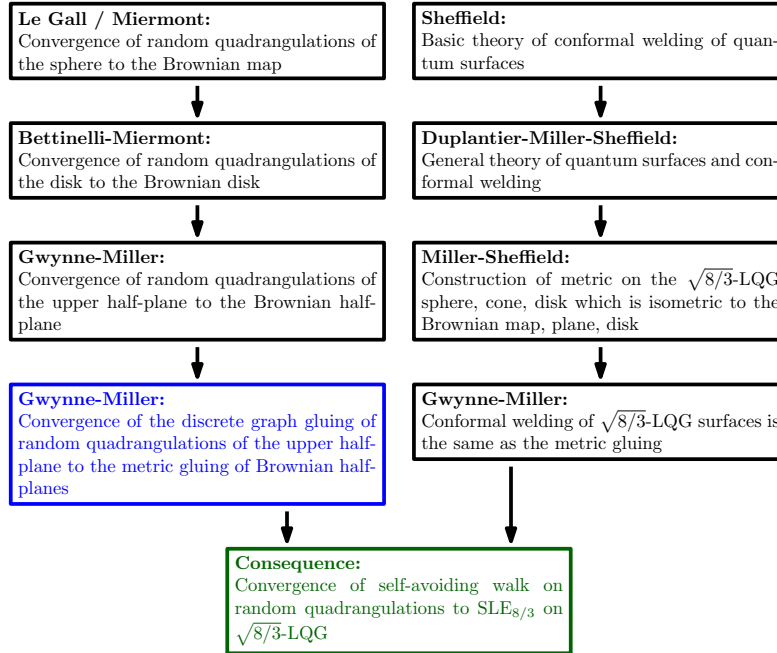 Le Gall / Miermont:
Convergence of random quadrangulations of
the sphere to the Brownian map
Bettinelli-Miermont:
Convergence of random quadrangulations of
the disk to the Brownian disk
Gwynne-Miller:
Convergence of random quadrangulations of
the upper half-plane to the Brownian half-
plane
Gwynne-Miller:
Convergence of the discrete graph gluing of
random quadrangulations of the upper half-
plane to the metric gluing of Brownian half-
planes
Sheffield:
Basic theory of conformal welding of quan-
tum surfaces
Duplantier-Miller-Sheffield:
General theory of quantum surfaces and con-
formal welding
Miller-Sheffield:
Construction of metric on the √8/3-LQG
sphere, cone, disk which is isometric to the
Brownian map, plane, disk
Gwynne-Miller:
Conformal welding of √8/3-LQG surfaces is
the same as the metric gluing
Consequence:
Convergence of self-avoiding walk on
random quadrangulations to SLE8/3 on
√8/3-LQG